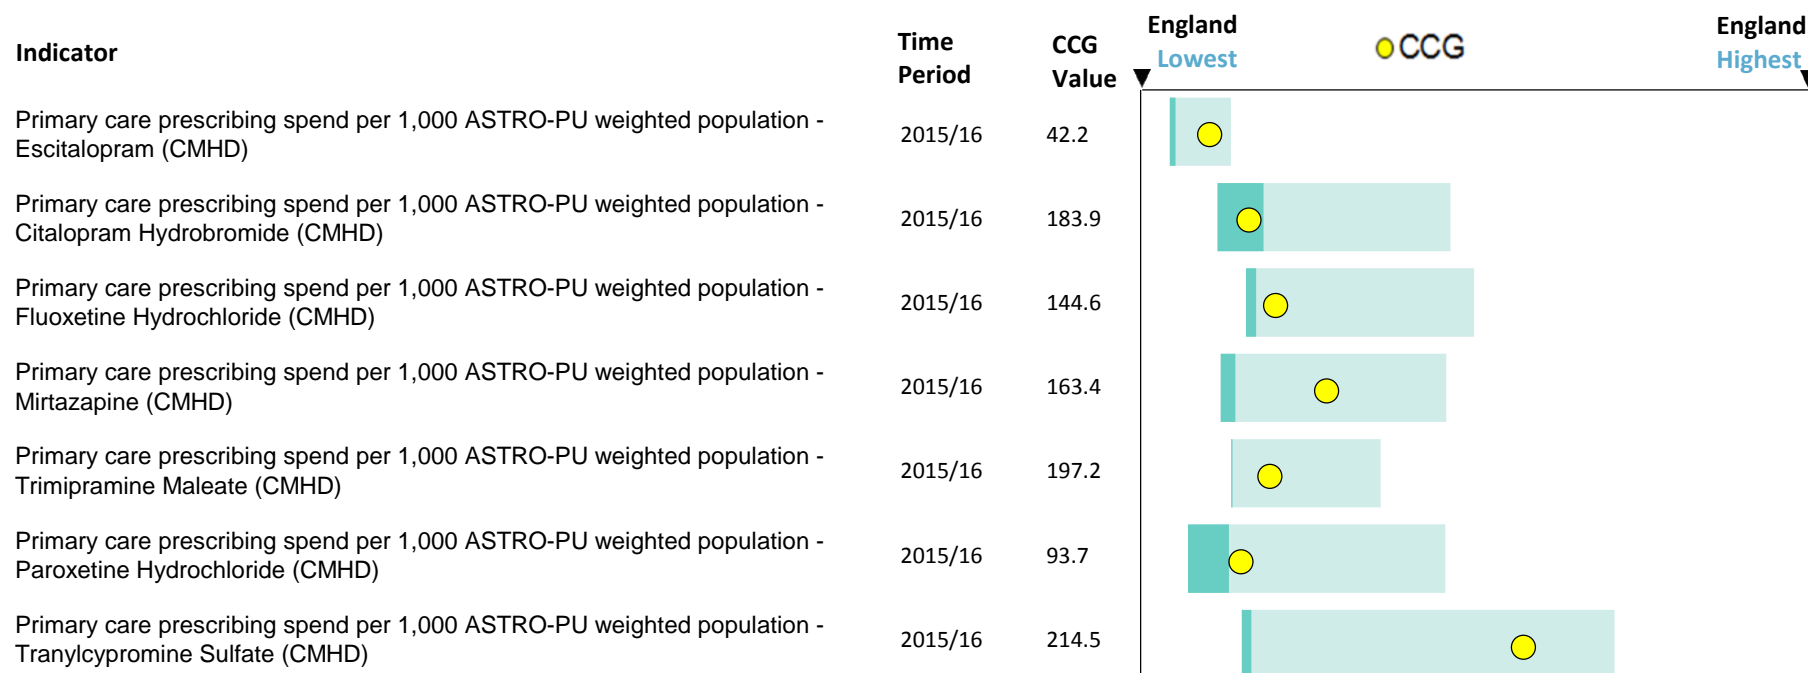 Indicator
Time
Period
CCG
Value
England
Lowest
CCG
England
Highest
Primary care prescribing spend per 1,000 ASTRO-PU weighted population -
Escitalopram (CMHD)
2015/16
42.2
Primary care prescribing spend per 1,000 ASTRO-PU weighted population -
Citalopram Hydrobromide (CMHD)
2015/16
183.9
Primary care prescribing spend per 1,000 ASTRO-PU weighted population -
Fluoxetine Hydrochloride (CMHD)
2015/16
144.6
Primary care prescribing spend per 1,000 ASTRO-PU weighted population -
Mirtazapine (CMHD)
2015/16
163.4
Primary care prescribing spend per 1,000 ASTRO-PU weighted population -
Trimipramine Maleate (CMHD)
2015/16
197.2
Primary care prescribing spend per 1,000 ASTRO-PU weighted population -
Paroxetine Hydrochloride (CMHD)
2015/16
93.7
Primary care prescribing spend per 1,000 ASTRO-PU weighted population -
Tranylcypromine Sulfate (CMHD)
2015/16
214.5